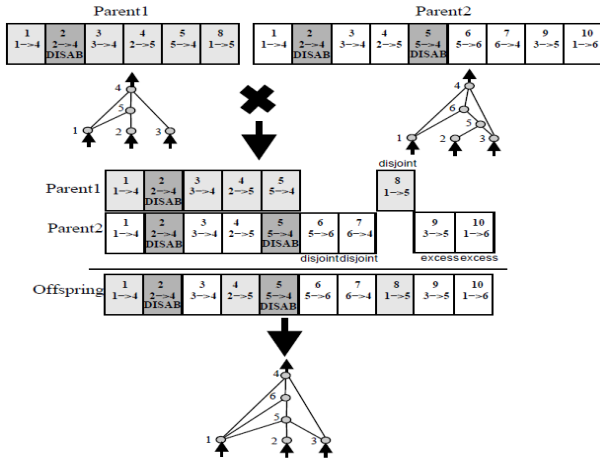 Parent1 Parent2
1 2 3 4 5 8 1 2 3 4 5 6 7 9 10
1->4 2->4 3->4 2->5 5->4 1->5 1->4 2->4 3->4 2->5 5->4 5->6 6->4 3->5 1->6
DISAB DISAB DISAB
4 4
5 6
5
1 2 3 1 2 3
disjoint
Parent1 1 2 3 4 5 8
1->4 2->4 3->4 2->5 5->4 1->5
DISAB
Parent2 1 2 3 4 5 6 7 9 10
1->4 2->4 3->4 2->5 5->4 5->6 6->4 3->5 1->6
DISAB DISAB
disjoint disjoint excess excess
Offspring 1 2 3 4 5 6 7 8 9 10
1->4 2->4 3->4 2->5 5->4 5->6 6->4 1->5 3->5 1->6
DISAB DISAB
4
6
5
1 2 3